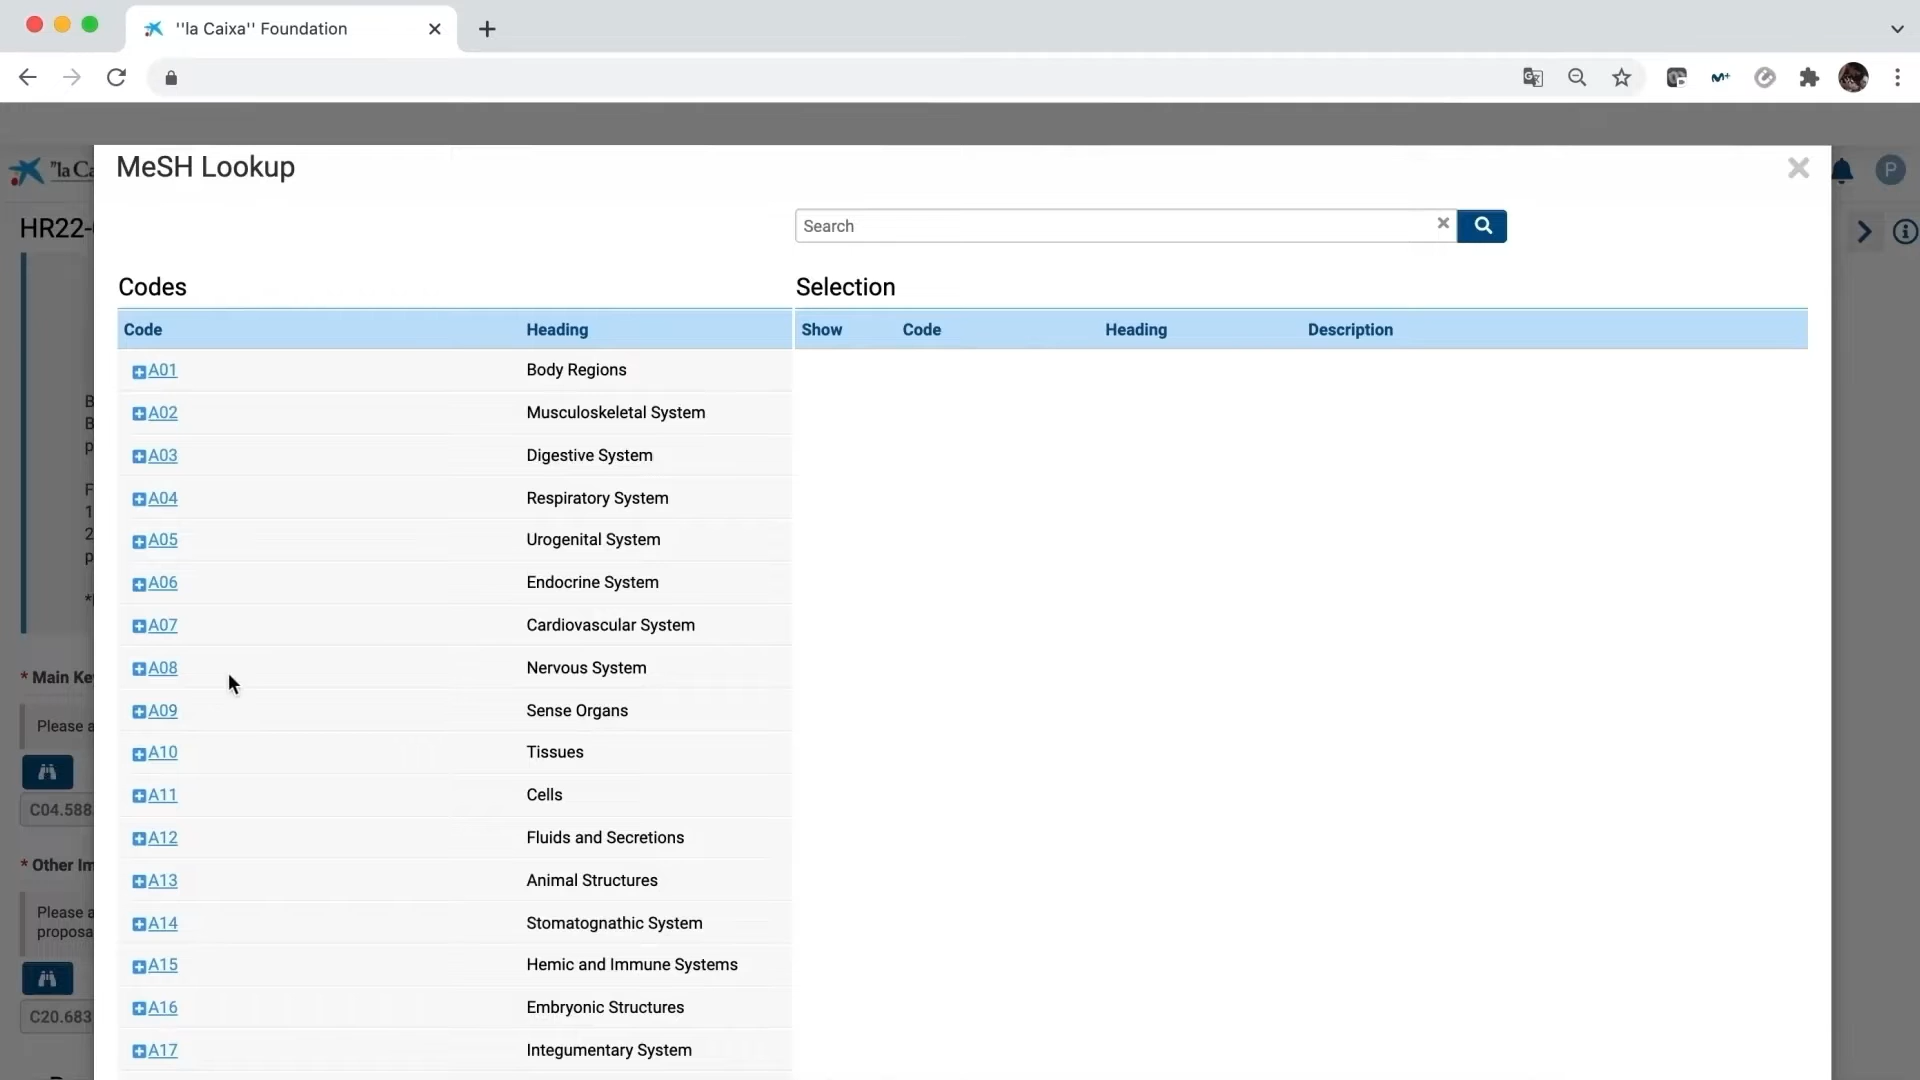 ''la Caixa'' Foundation
MeSH Lookup
"la Ca
P
HR22-
Search
Codes
Selection
Code Heading
Show Code Heading Description
A01 Body Regions
A02 Musculoskeletal System
A03 Digestive System
A04 Respiratory System
A05 Urogenital System
A06 Endocrine System
A07 Cardiovascular System
A08 Nervous System
A09 Sense Organs
A10 Tissues
A11 Cells
A12 Fluids and Secretions
A13 Animal Structures
A14 Stomatognathic System
A15 Hemic and Immune Systems
A16 Embryonic Structures
A17 Integumentary System
B
B
p
F
1
2
p
* Main Ke
Please a
C04.588
* Other Im
Please a
proposa
C20.683